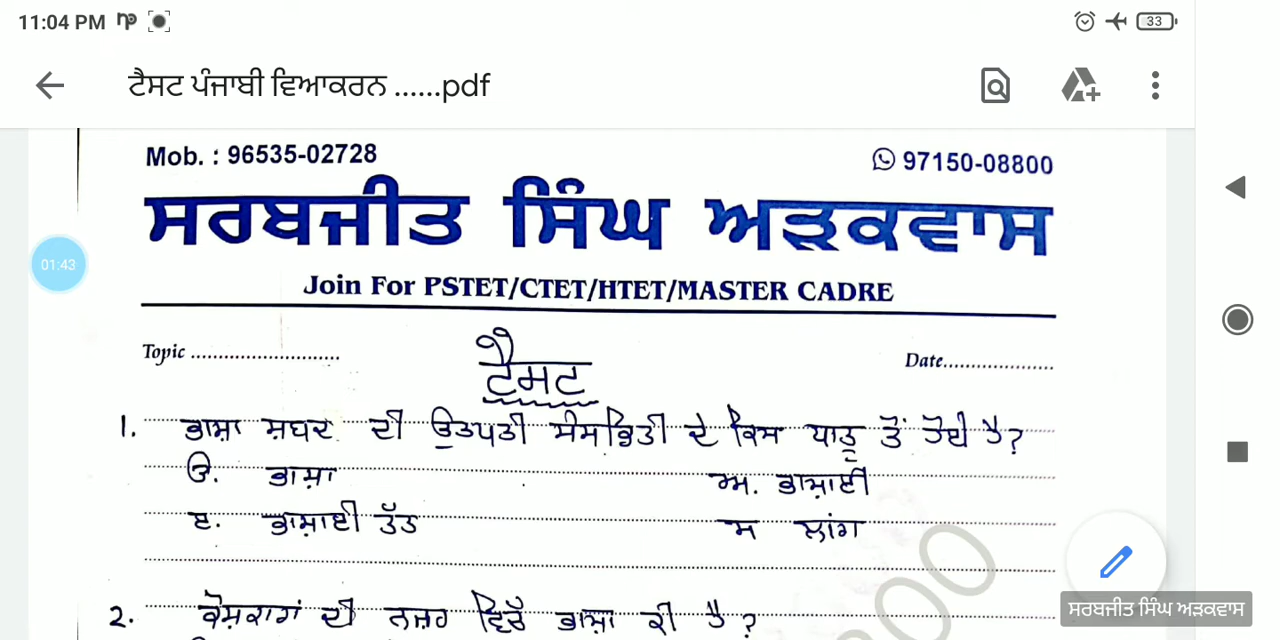 11:04 PM
33
ਟੈਸਟ ਪੰਜਾਬੀ ਵਿਆਕਰਨ ......pdf
Mob. : 96535-02728
97150-08800
ਸਰਬਜੀਤ ਸਿੰਘ ਅੜਕਵਾਸ
01:43
Join For PSTET/CTET/HTET/MASTER CADRE
Topic ...........................
Date....................
ਟੈਸਟ
1. ਭਾਸ਼ਾ ਸ਼ਬਦ ਦੀ ਉਤਪਤੀ ਸੰਸਕ੍ਰਿਤੀ ਦੇ ਕਿਸ ਧਾਤੂ ਤੋਂ ਹੋਈ ਹੈ?
ੳ. ਭਾਸ਼ਾ ਅ. ਭਾਸ਼ਾਈ
ੲ. ਭਾਸ਼ਾਈ ਤੱਤ ਸ ਲਾਂਗ
2. ਕੋਸ਼ਕਾਰਾਂ ਦੀ ਨਜ਼ਰ ਵਿੱਚ ਭਾਸ਼ਾ ਕੀ ਹੈ?
ਸਰਬਜੀਤ ਸਿੰਘ ਅੜਕਵਾਸ